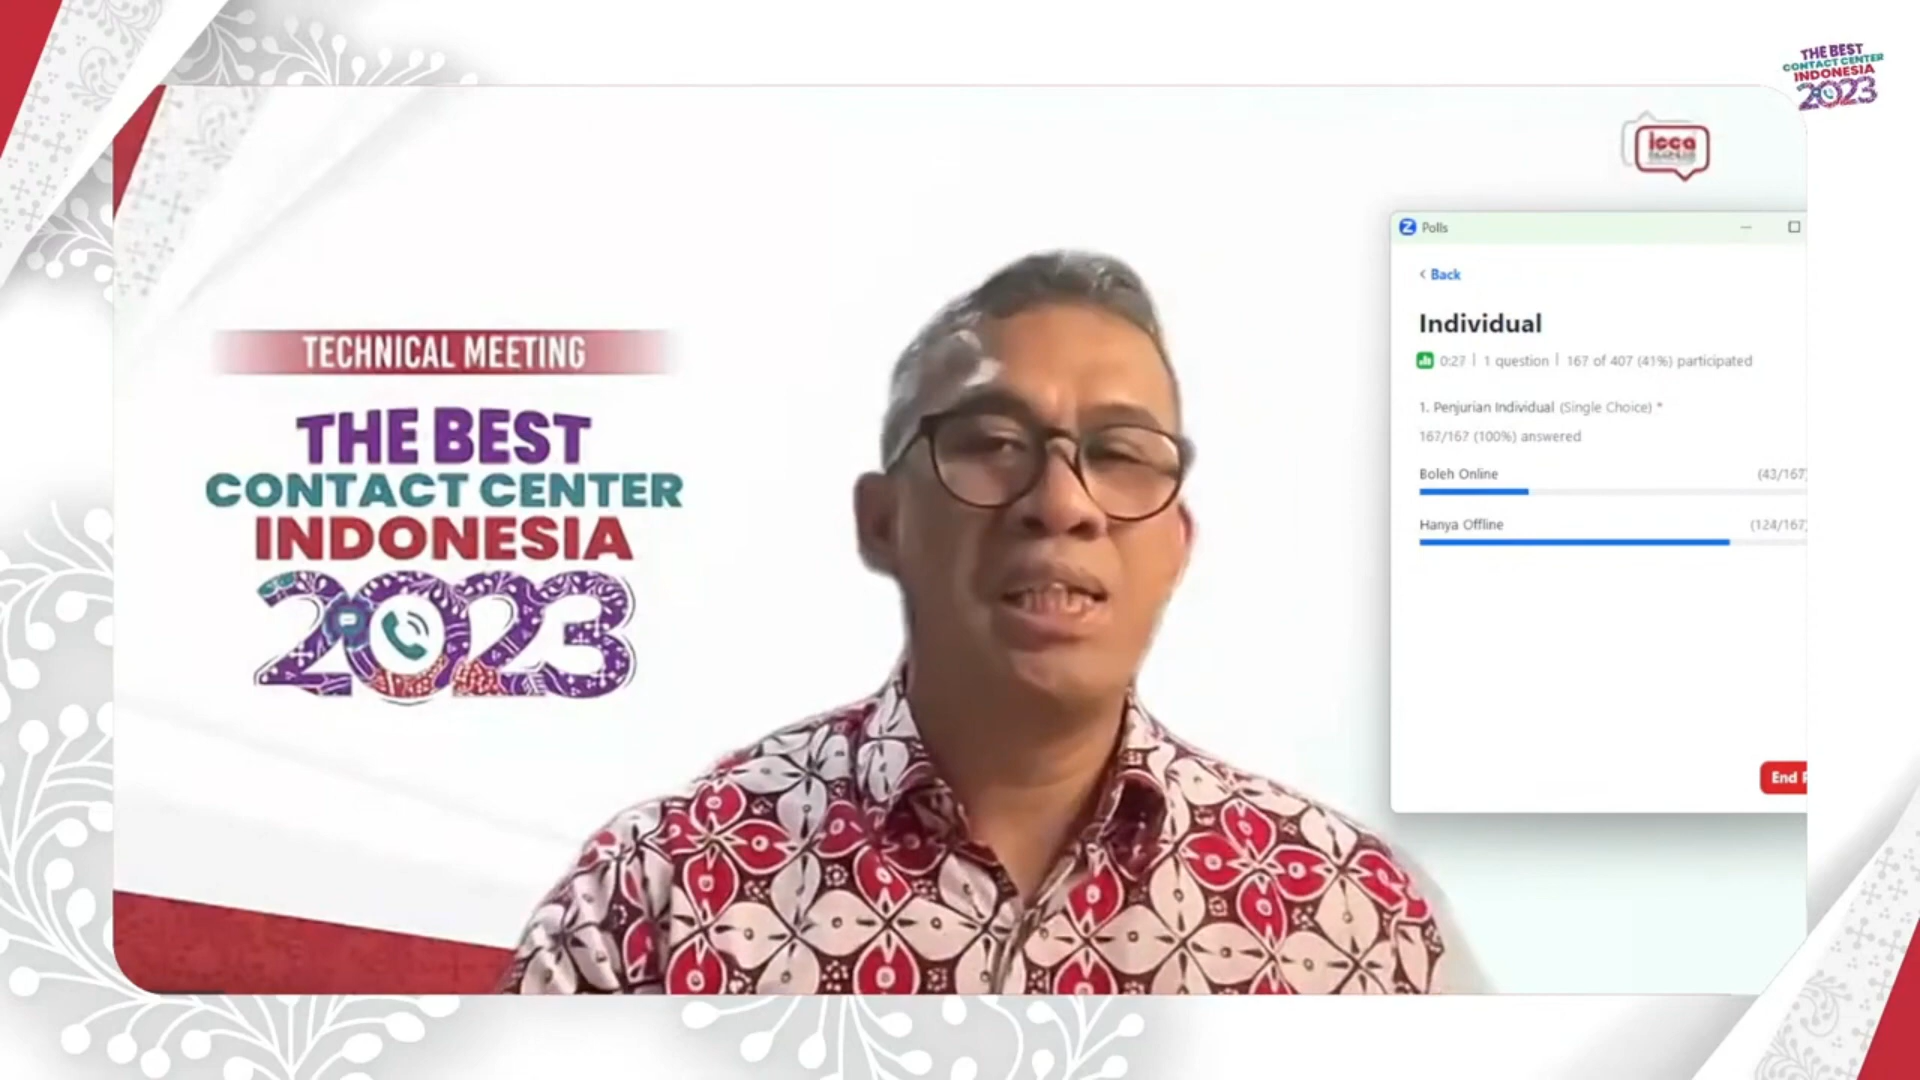 THE BEST
CONTACT CENTER
INDONESIA
2023
icca
TECHNICAL MEETING
THE BEST
CONTACT CENTER
INDONESIA
2023
Polls
Back
Individual
0:27 | 1 question | 167 of 407 (41%) participated
1. Penjurian Individual (Single Choice) *
167/167 (100%) answered
Boleh Online (43/167)
Hanya Offline (124/167)
End